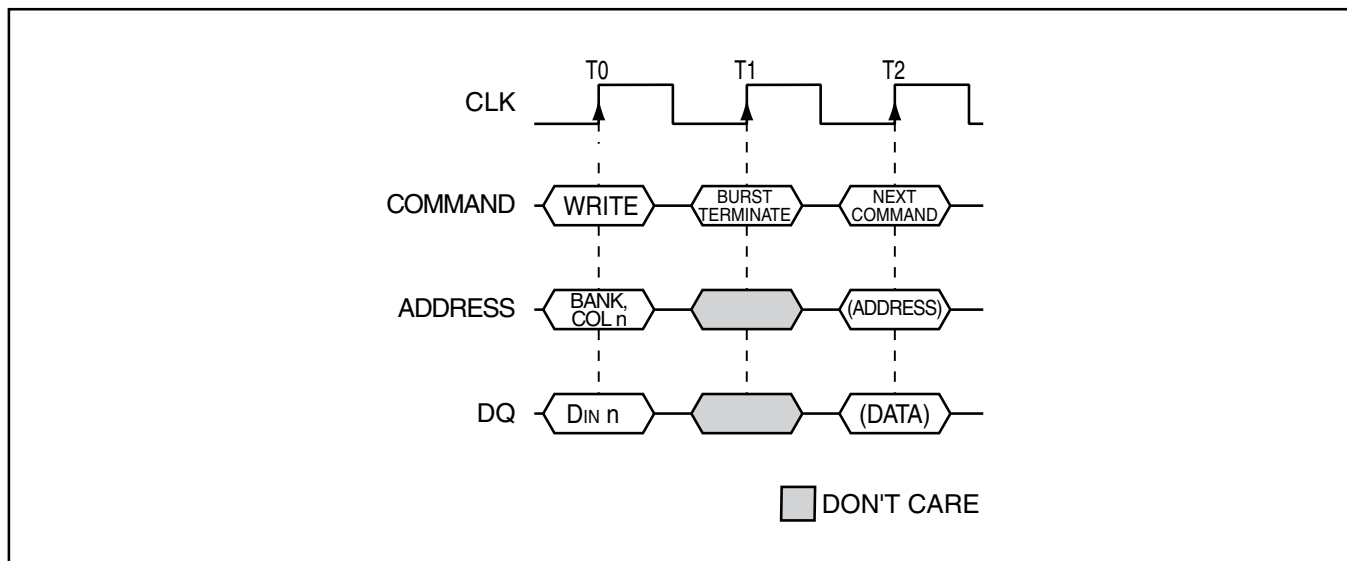 T0 T1 T2
CLK
COMMAND WRITE BURST TERMINATE NEXT COMMAND
ADDRESS BANK, COL n (ADDRESS)
DQ DIN n (DATA)
DON'T CARE